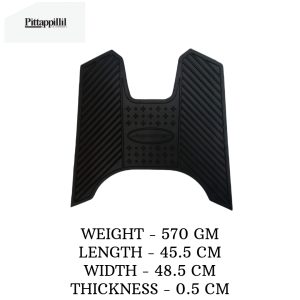 Pittappillil
WEIGHT - 570 GM
LENGTH - 45.5 CM
WIDTH - 48.5 CM
THICKNESS - 0.5 CM